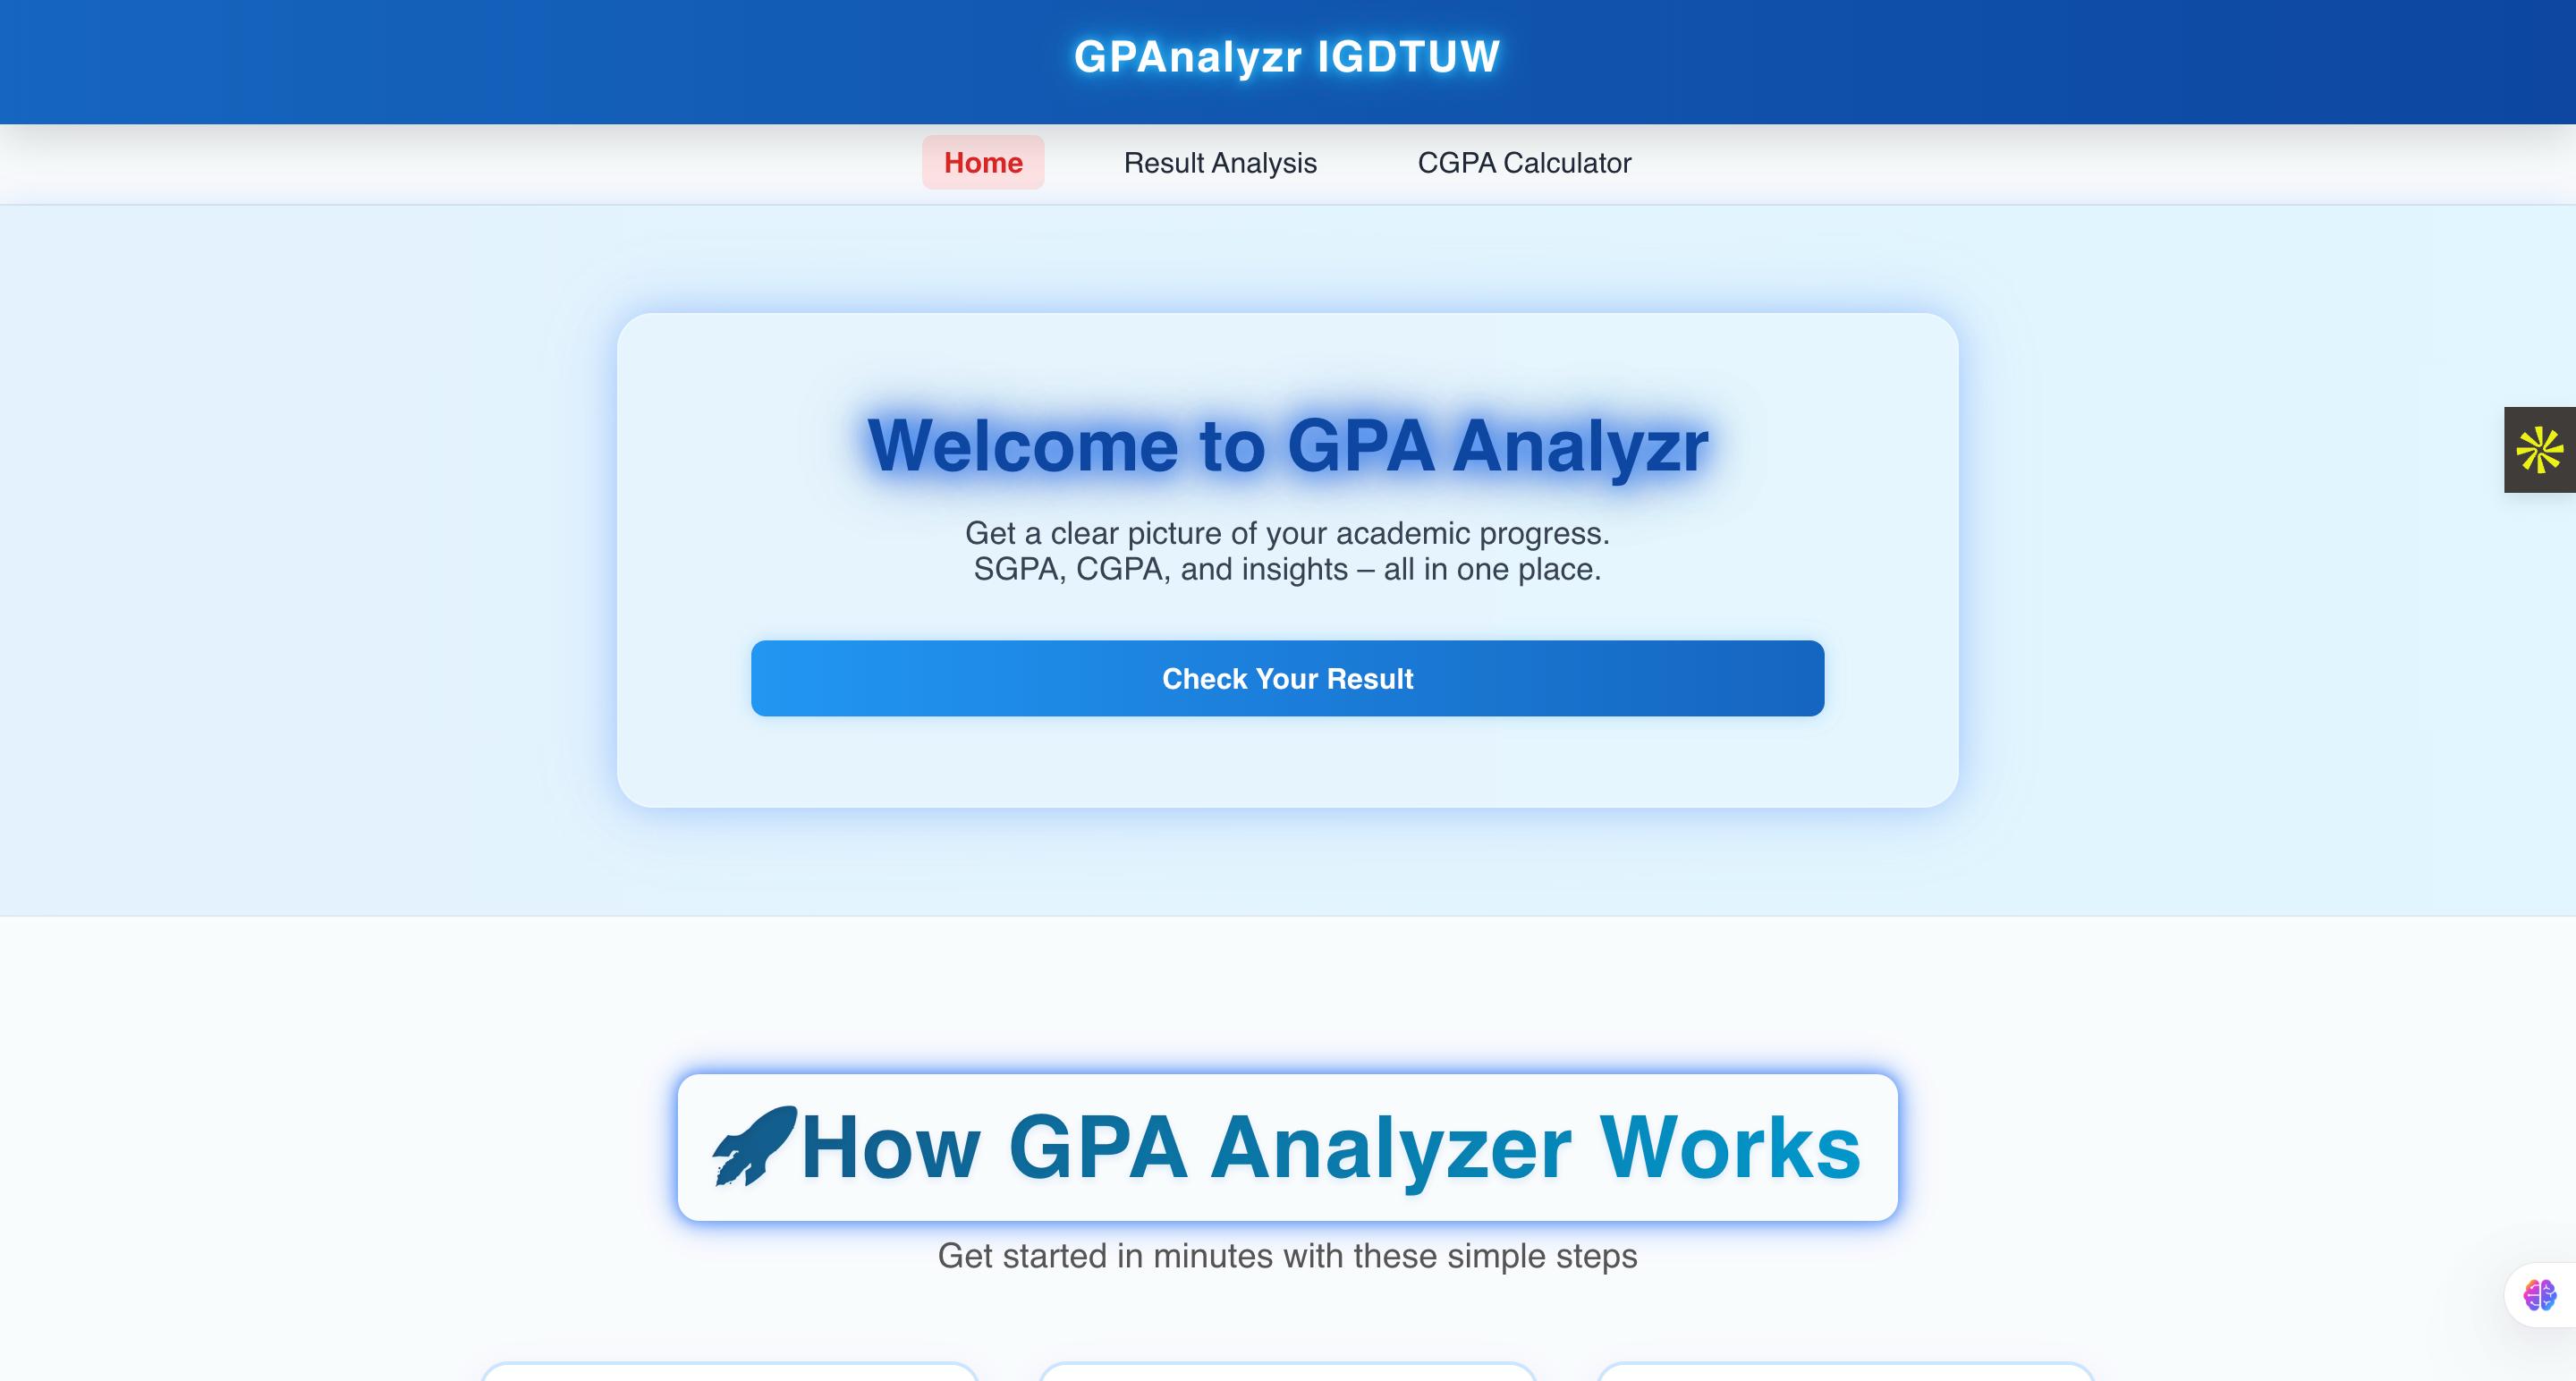 GPAnalyzr IGDTUW
Home
Result Analysis
CGPA Calculator
Welcome to GPA Analyzr
Get a clear picture of your academic progress.
SGPA, CGPA, and insights – all in one place.
Check Your Result
How GPA Analyzer Works
Get started in minutes with these simple steps